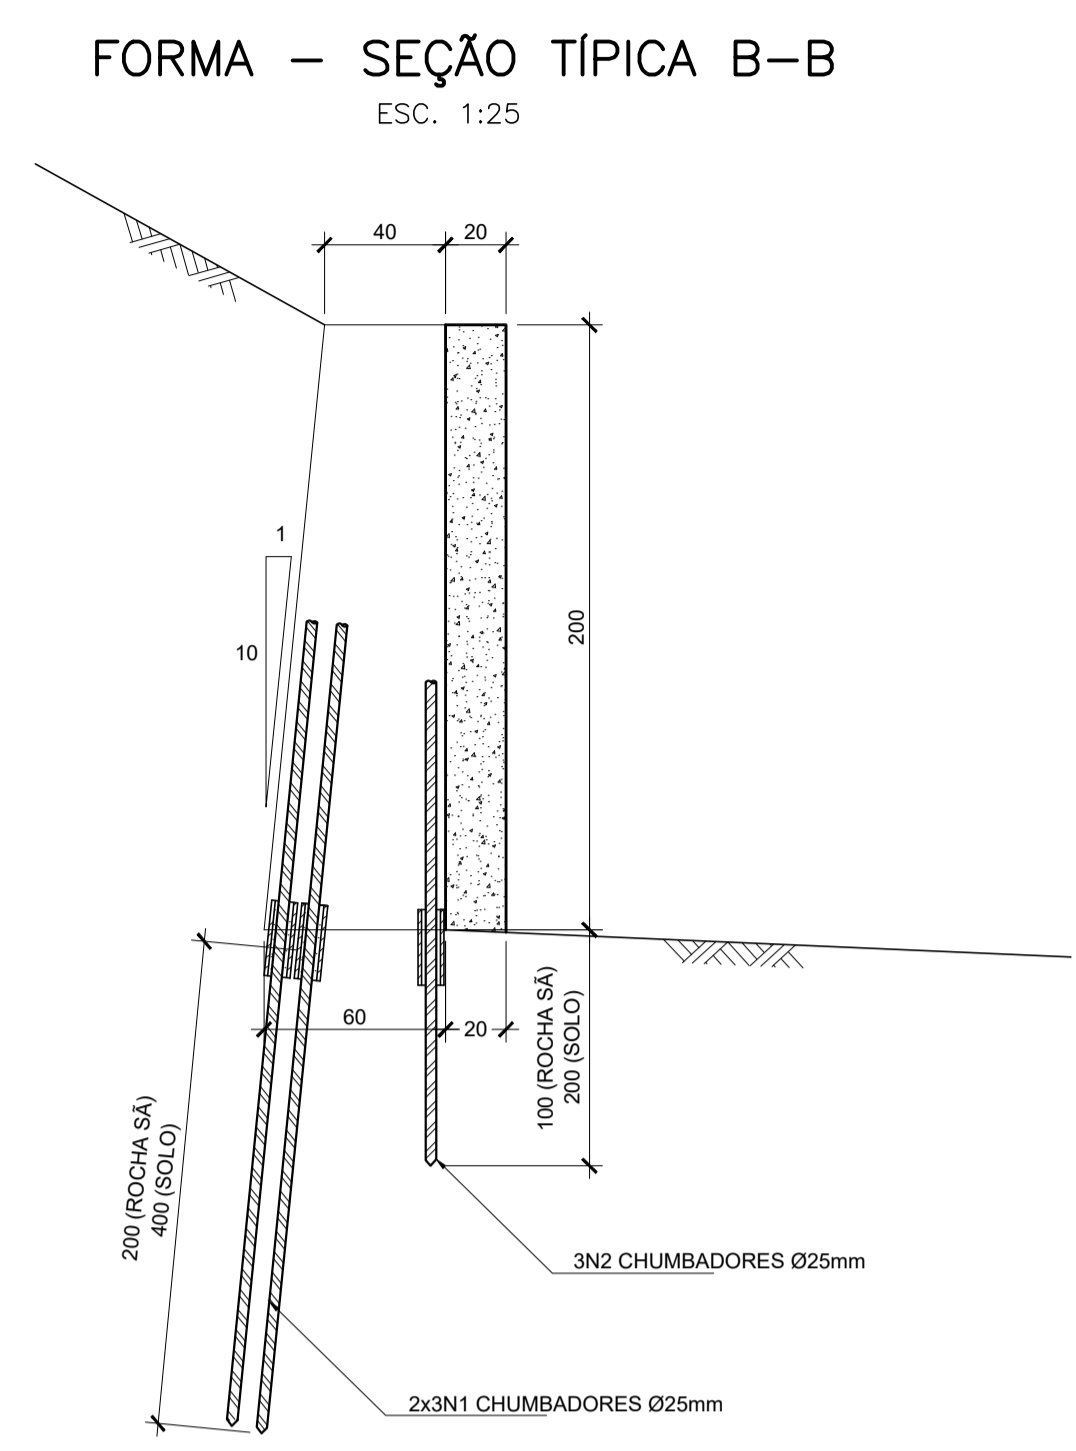 FORMA – SEÇÃO TÍPICA B–B
ESC. 1:25
40
20
1
10
200
60
20
100 (ROCHA SÃ)
200 (SOLO)
200 (ROCHA SÃ)
400 (SOLO)
3N2 CHUMBADORES Ø25mm
2x3N1 CHUMBADORES Ø25mm